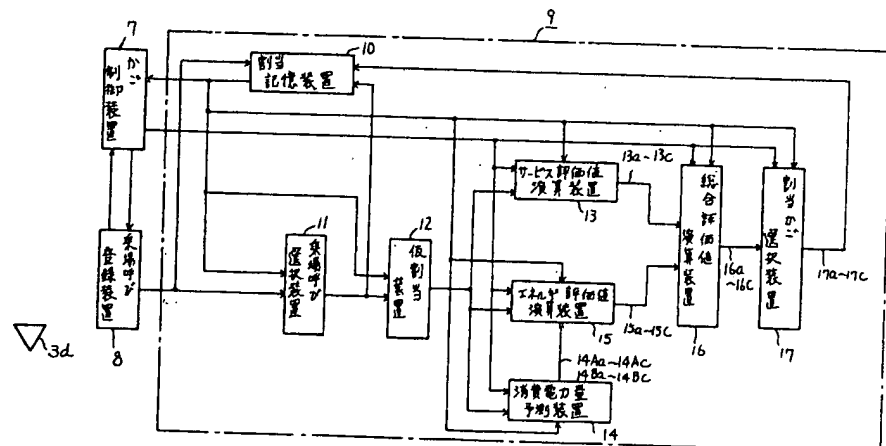 9
7
かご
制御装置
10
割当
記憶装置
13a~13c
サービス評価値
演算装置
13
総合評価値
演算装置
割当かご
選択装置
11
乗場呼び
選択装置
12
仮割当
装置
乗場呼び
登録装置
16a
~16c
17a~17c
エネルギ評価値
演算装置
15
15a~15c
16
17
3d
8
14Aa~14Ac
14Ba~14Bc
消費電力量
予測装置
14